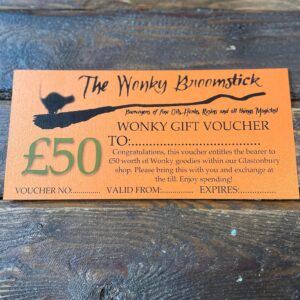 The Wonky Broomstick
Purveyors of fine Oils, Herbs, Resins and all things Magickal
WONKY GIFT VOUCHER
£50
TO:......................................
Congratulations, this voucher entitles the bearer to
£50 worth of Wonky goodies within our Glastonbury
shop. Please bring this with you and exchange at
the till. Enjoy spending!
VOUCHER NO:............ VALID FROM:............ EXPIRES:............